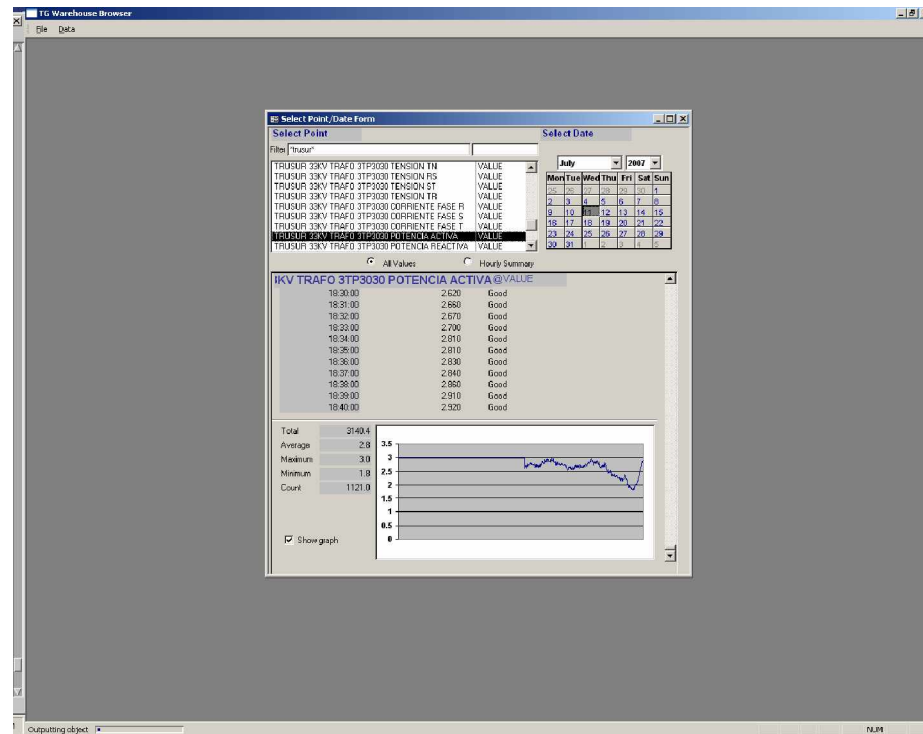 TG Warehouse Browser
File Data
Select Point/Date Form
Select Point Select Date
Filter "trusur"
July 2007
TRUSUR 33KV TRAFO 3TP3030 TENSION TN VALUE
TRUSUR 33KV TRAFO 3TP3030 TENSION RS VALUE
TRUSUR 33KV TRAFO 3TP3030 TENSION ST VALUE
TRUSUR 33KV TRAFO 3TP3030 TENSION TR VALUE
TRUSUR 33KV TRAFO 3TP3030 CORRIENTE FASE R VALUE
TRUSUR 33KV TRAFO 3TP3030 CORRIENTE FASE S VALUE
TRUSUR 33KV TRAFO 3TP3030 CORRIENTE FASE T VALUE
TRUSUR 33KV TRAFO 3TP3030 POTENCIA ACTIVA VALUE
TRUSUR 33KV TRAFO 3TP3030 POTENCIA REACTIVA VALUE
Mon Tue Wed Thu Fri Sat Sun
25 26 27 28 29 30 1
2 3 4 5 6 7 8
9 10 11 12 13 14 15
16 17 18 19 20 21 22
23 24 25 26 27 28 29
30 31 1 2 3 4 5
All Values Hourly Summary
KV TRAFO 3TP3030 POTENCIA ACTIVA@VALUE
18:30:00 2.620 Good
18:31:00 2.660 Good
18:32:00 2.670 Good
18:33:00 2.700 Good
18:34:00 2.810 Good
18:35:00 2.810 Good
18:36:00 2.830 Good
18:37:00 2.840 Good
18:38:00 2.860 Good
18:39:00 2.910 Good
18:40:00 2.920 Good
Total 3140.4
Average 2.8
Maximum 3.0
Minimum 1.8
Count 1121.0
Show graph
3.5
3
2.5
2
1.5
1
0.5
0
Outputting object NUM